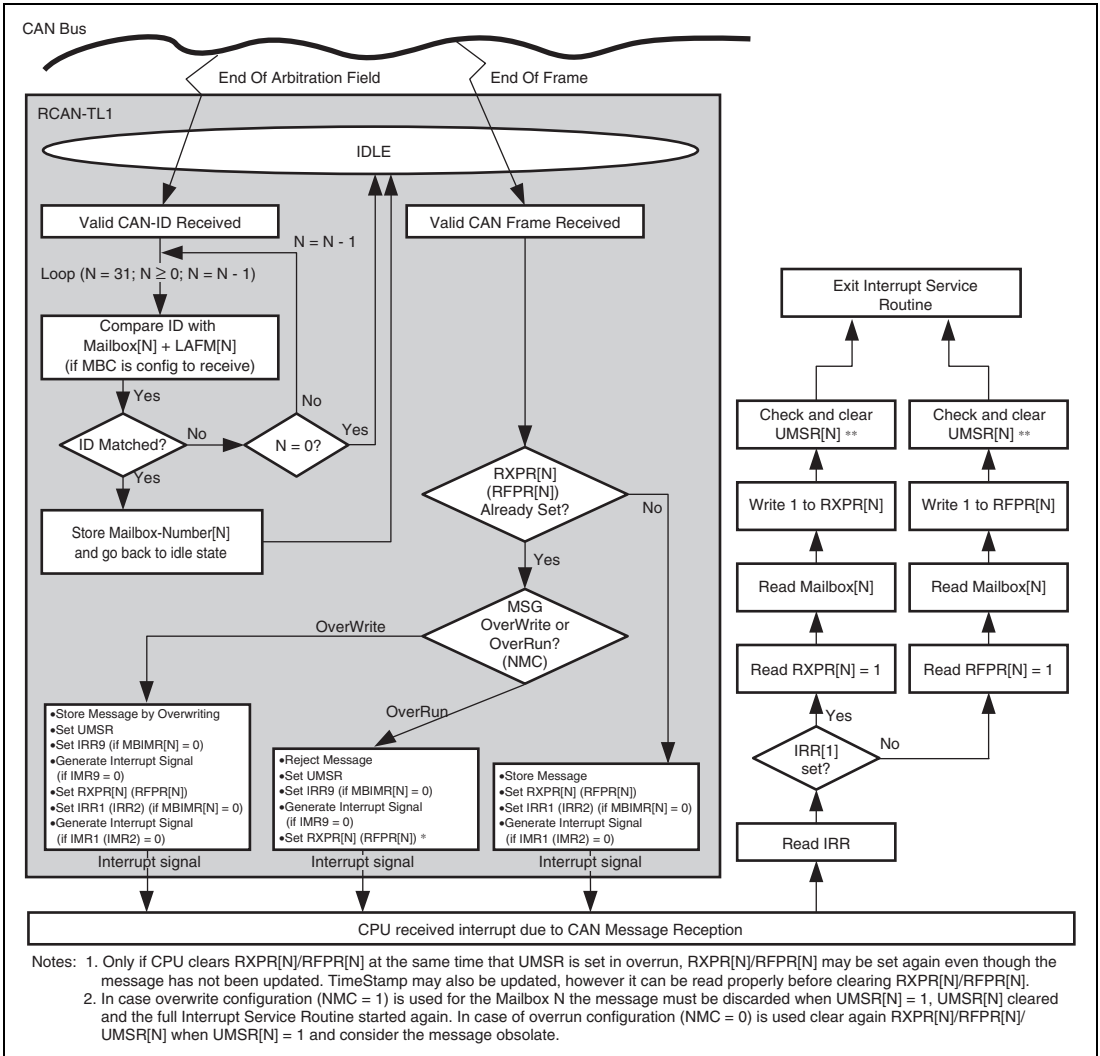 CAN Bus
End Of Arbitration Field
End Of Frame
RCAN-TL1
IDLE
Valid CAN-ID Received
Valid CAN Frame Received
N = N - 1
Loop (N = 31; N ≥ 0; N = N - 1)
Compare ID with
Mailbox[N] + LAFM[N]
(if MBC is config to receive)
Yes
No
ID Matched?
No
N = 0?
Yes
Yes
Store Mailbox-Number[N]
and go back to idle state
RXPR[N]
(RFPR[N])
Already Set?
No
Yes
MSG
OverWrite or
OverRun?
(NMC)
OverWrite
OverRun
•Store Message by Overwriting
•Set UMSR
•Set IRR9 (if MBIMR[N] = 0)
•Generate Interrupt Signal
(if IMR9 = 0)
•Set RXPR[N] (RFPR[N])
•Set IRR1 (IRR2) (if MBIMR[N] = 0)
•Generate Interrupt Signal
(if IMR1 (IMR2) = 0)
•Reject Message
•Set UMSR
•Set IRR9 (if MBIMR[N] = 0)
•Generate Interrupt Signal
(if IMR9 = 0)
•Set RXPR[N] (RFPR[N]) *
•Store Message
•Set RXPR[N] (RFPR[N])
•Set IRR1 (IRR2) (if MBIMR[N] = 0)
•Generate Interrupt Signal
(if IMR1 (IMR2) = 0)
Interrupt signal
Interrupt signal
Interrupt signal
Exit Interrupt Service
Routine
Check and clear
UMSR[N] **
Check and clear
UMSR[N] **
Write 1 to RXPR[N]
Write 1 to RFPR[N]
Read Mailbox[N]
Read Mailbox[N]
Read RXPR[N] = 1
Read RFPR[N] = 1
Yes
No
IRR[1]
set?
Read IRR
CPU received interrupt due to CAN Message Reception
Notes: 1. Only if CPU clears RXPR[N]/RFPR[N] at the same time that UMSR is set in overrun, RXPR[N]/RFPR[N] may be set again even though the
message has not been updated. TimeStamp may also be updated, however it can be read properly before clearing RXPR[N]/RFPR[N].
2. In case overwrite configuration (NMC = 1) is used for the Mailbox N the message must be discarded when UMSR[N] = 1, UMSR[N] cleared
and the full Interrupt Service Routine started again. In case of overrun configuration (NMC = 0) is used clear again RXPR[N]/RFPR[N]/
UMSR[N] when UMSR[N] = 1 and consider the message obsolate.